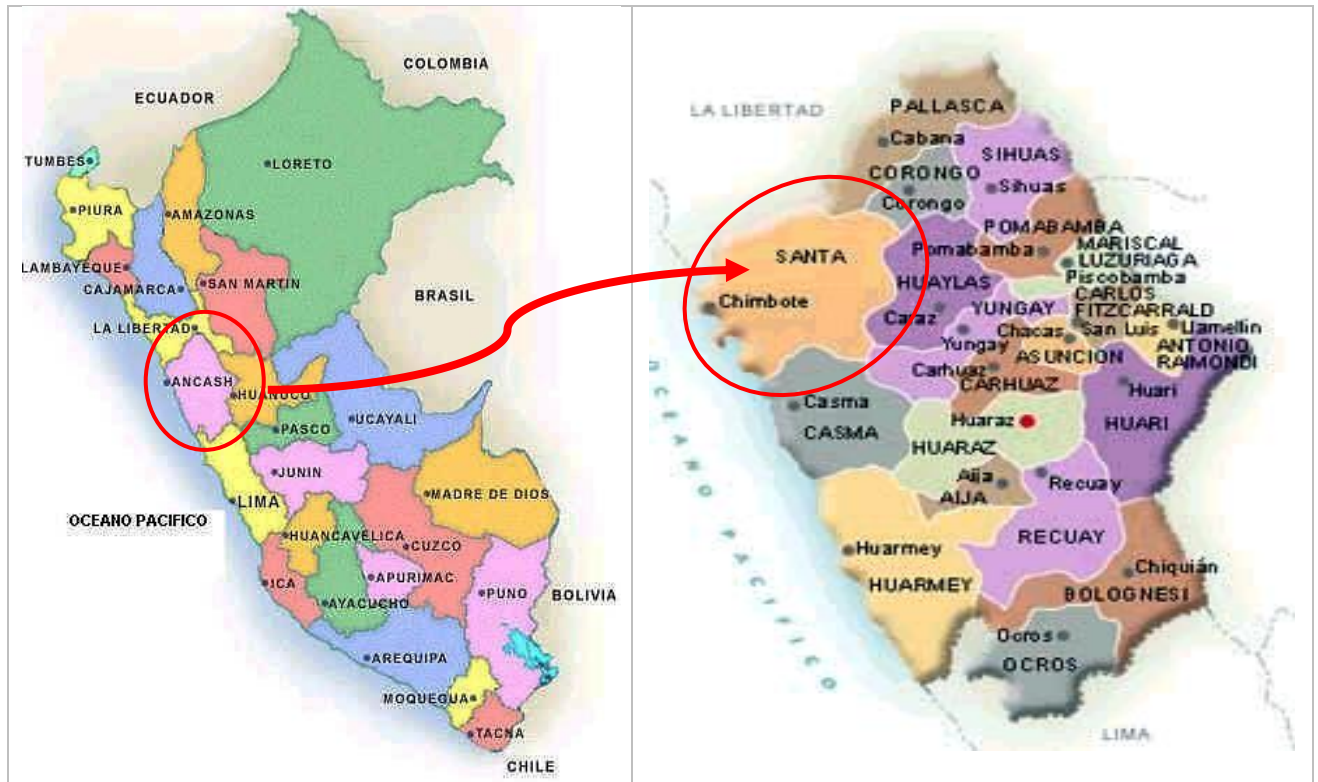 COLOMBIA
ECUADOR
TUMBES
LORETO
PIURA
AMAZONAS
LAMBAYEQUE
SAN MARTIN
CAJAMARCA
BRASIL
LA LIBERTAD
ANCASH
HUANUCO
UCAYALI
PASCO
JUNIN
MADRE DE DIOS
LIMA
OCEANO PACIFICO
HUANCAVELICA
CUZCO
ICA
APURIMAC
PUNO
BOLIVIA
AYACUCHO
AREQUIPA
MOQUEGUA
TACNA
CHILE
LA LIBERTAD
PALLASCA
Cabana
SIHUAS
CORONGO
Sihuas
Corongo
POMABAMBA
Pomabamba
MARISCAL
LUZURIAGA
SANTA
Piscobamba
HUAYLAS
CARLOS
YUNGAY
FITZCARRALD
Chimbote
Caraz
Chacas
San Luis
Llamellin
Yungay
ANTONIO
RAIMONDI
ASUNCION
Carhuaz
CARHUAZ
Huari
Casma
CASMA
Huaraz
HUARI
HUARAZ
Aija
AIJA
Recuay
OCEANO PACIFICO
RECUAY
Huarmey
HUARMEY
Chiquián
BOLOGNESI
Ocros
OCROS
LIMA